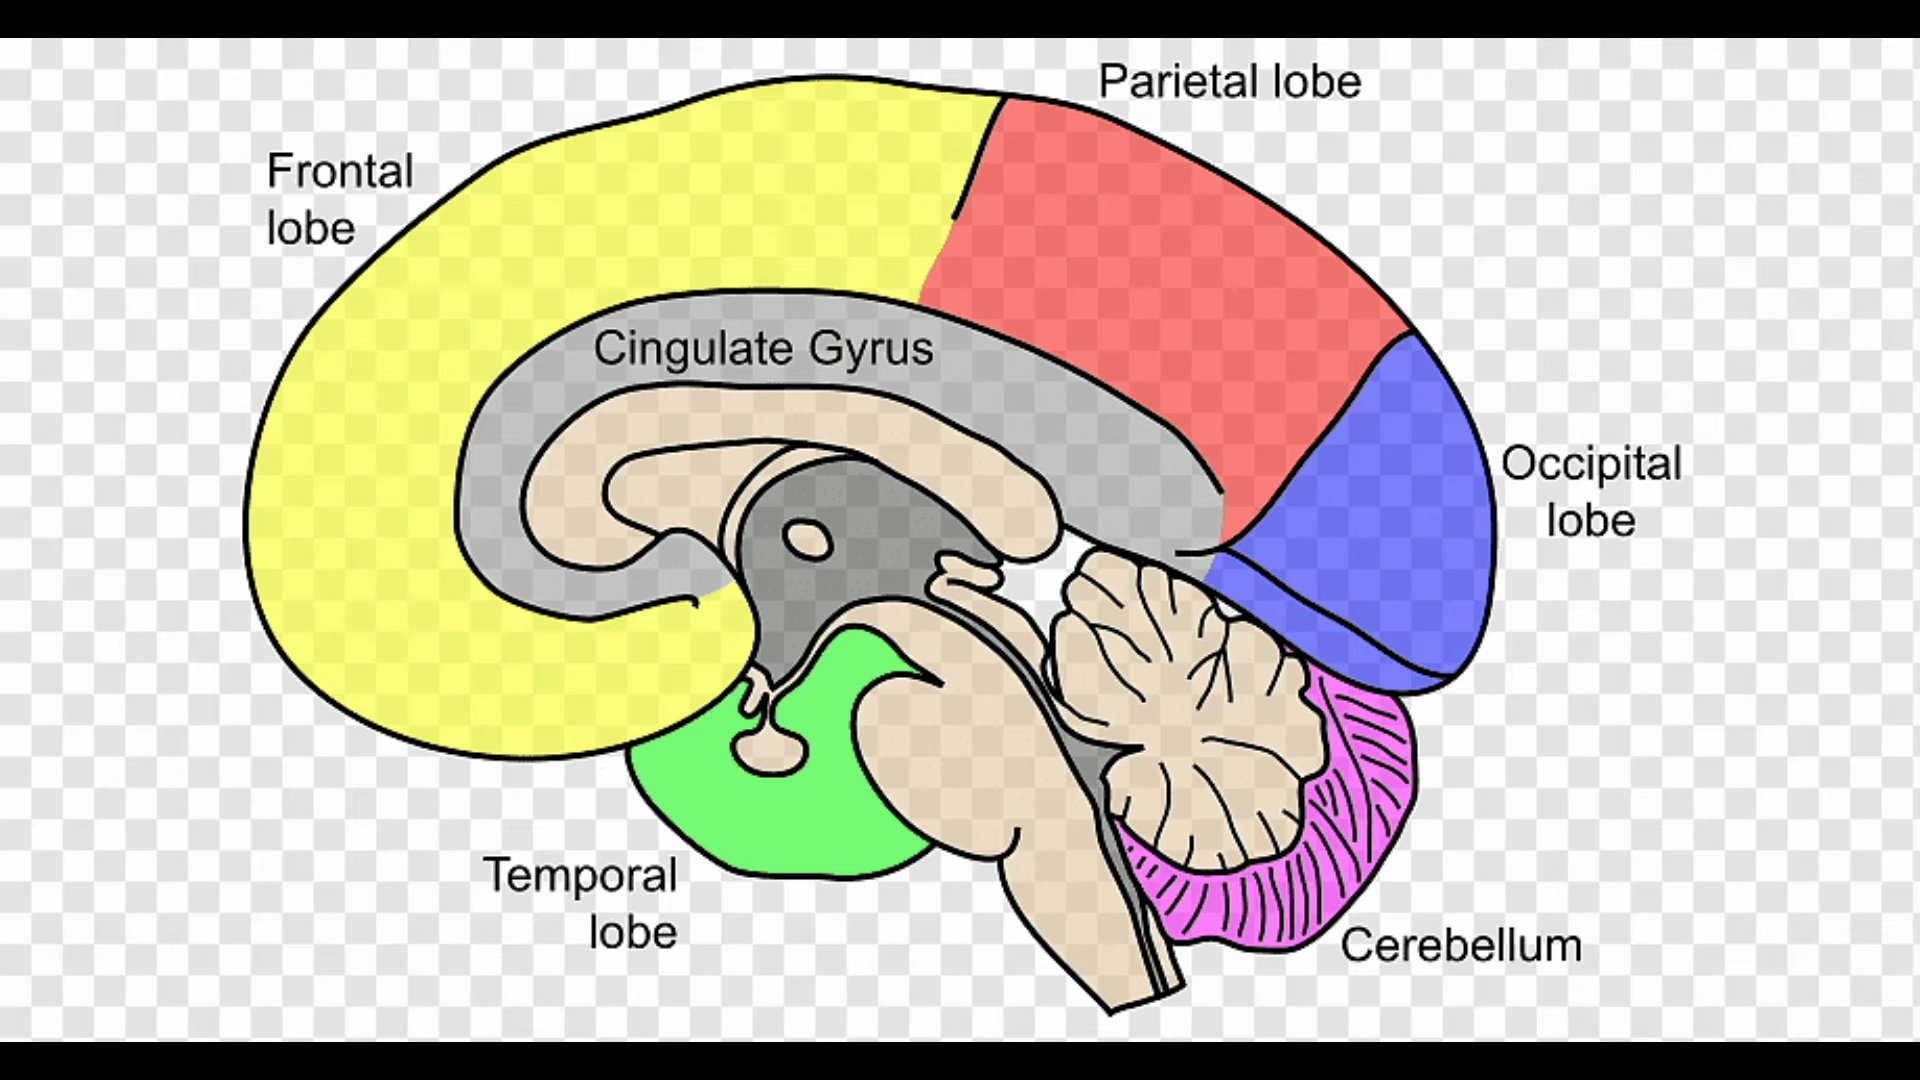 Parietal lobe
Frontal
lobe
Cingulate Gyrus
Occipital
lobe
Temporal
lobe
Cerebellum